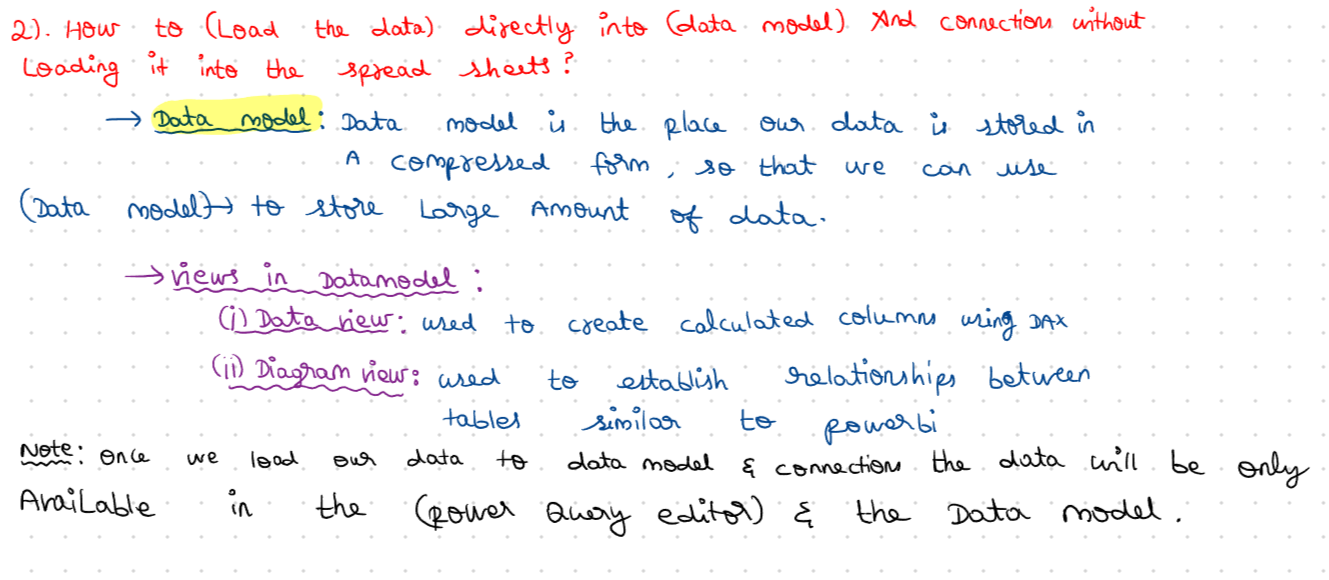 2). How to (Load the data) directly into (data model) And connection without
Loading it into the spread sheets?
→ Data model: Data model is the place our data is stored in
A compressed form, so that we can use
(Data model)→ to store Large Amount of data.
→ views in Datamodel:
(i) Data view: used to create calculated columns using DAX
(ii) Diagram view: used to establish relationships between
tables similar to powerbi
Note: once we load our data to data model & connection the data will be only
AvaiLable in the (power Query editor) & the Data model.